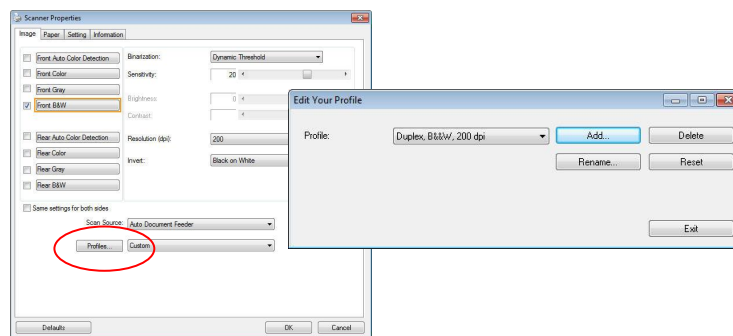 Scanner Properties
Image Paper Setting Information
Front Auto Color Detection
Front Color
Front Gray
Front B&W
Rear Auto Color Detection
Rear Color
Rear Gray
Rear B&W
Binarization: Dynamic Threshold
Sensitivity: 20
Brightness: 0
Contrast:
Resolution (dpi): 200
Invert: Black on White
Same settings for both sides
Scan Source: Auto Document Feeder
Profiles... Custom
Defaults OK Cancel
Edit Your Profile
Profile: Duplex, B&&W, 200 dpi Add... Delete
Rename... Reset
Exit